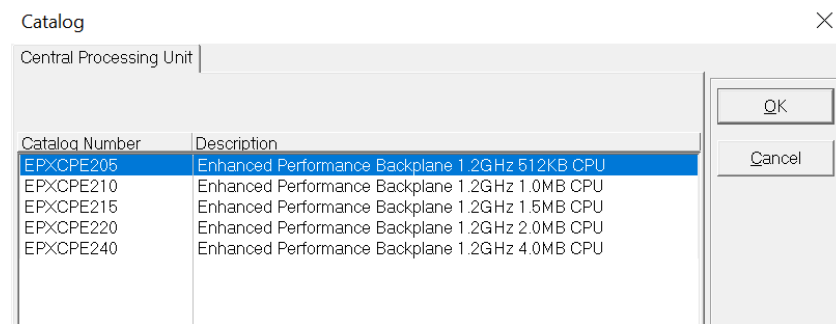 Catalog
Central Processing Unit
OK
Catalog Number Description
EPXCPE205 Enhanced Performance Backplane 1.2GHz 512KB CPU
Cancel
EPXCPE210 Enhanced Performance Backplane 1.2GHz 1.0MB CPU
EPXCPE215 Enhanced Performance Backplane 1.2GHz 1.5MB CPU
EPXCPE220 Enhanced Performance Backplane 1.2GHz 2.0MB CPU
EPXCPE240 Enhanced Performance Backplane 1.2GHz 4.0MB CPU